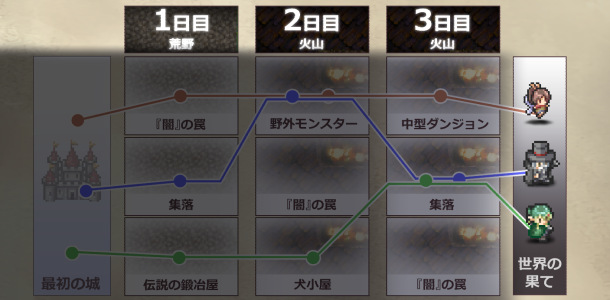 1日目
荒野
2日目
火山
3日目
火山
『闇』の罠
野外モンスター
中型ダンジョン
集落
『闇』の罠
集落
最初の城
伝説の鍛冶屋
犬小屋
『闇』の罠
世界の
果て